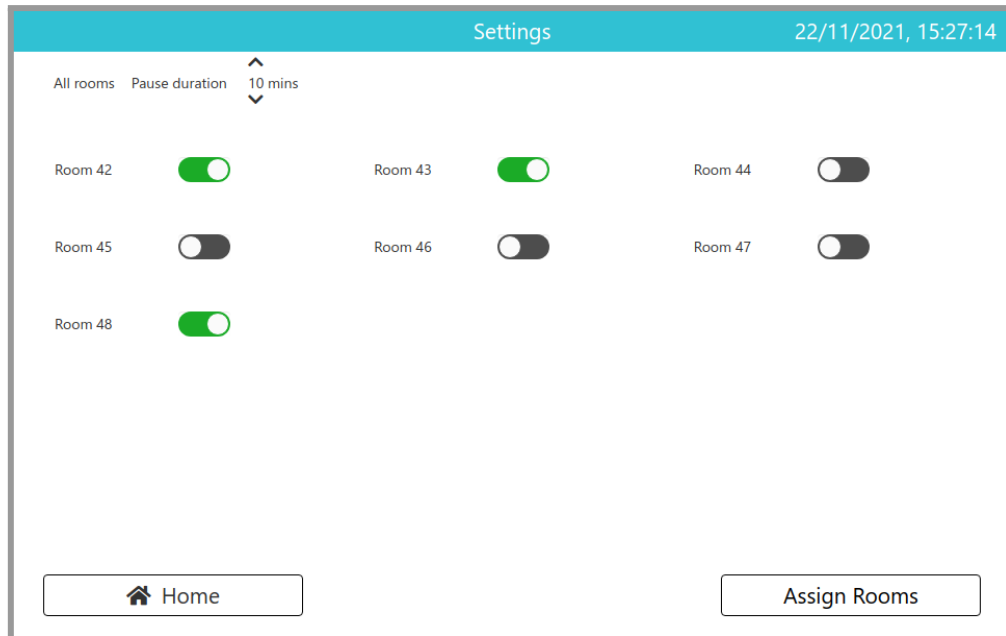 Settings 22/11/2021, 15:27:14
All rooms Pause duration 10 mins
Room 42 Room 43 Room 44
Room 45 Room 46 Room 47
Room 48
Home Assign Rooms